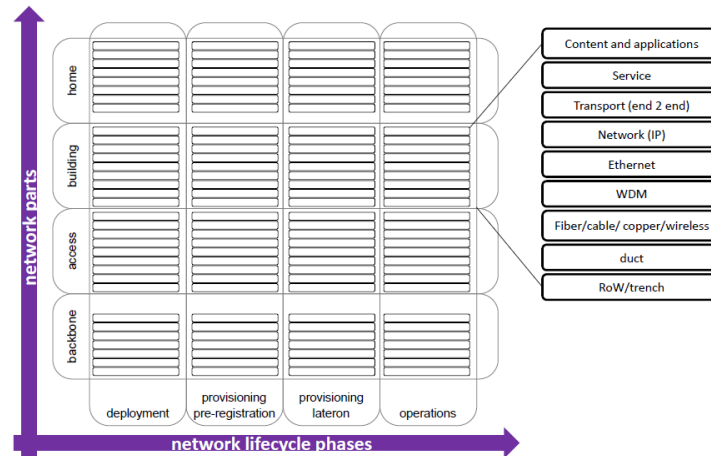 network parts
home
building
access
backbone
deployment
provisioning
pre-registration
provisioning
lateron
operations
network lifecycle phases
Content and applications
Service
Transport (end 2 end)
Network (IP)
Ethernet
WDM
Fiber/cable/ copper/wireless
duct
RoW/trench